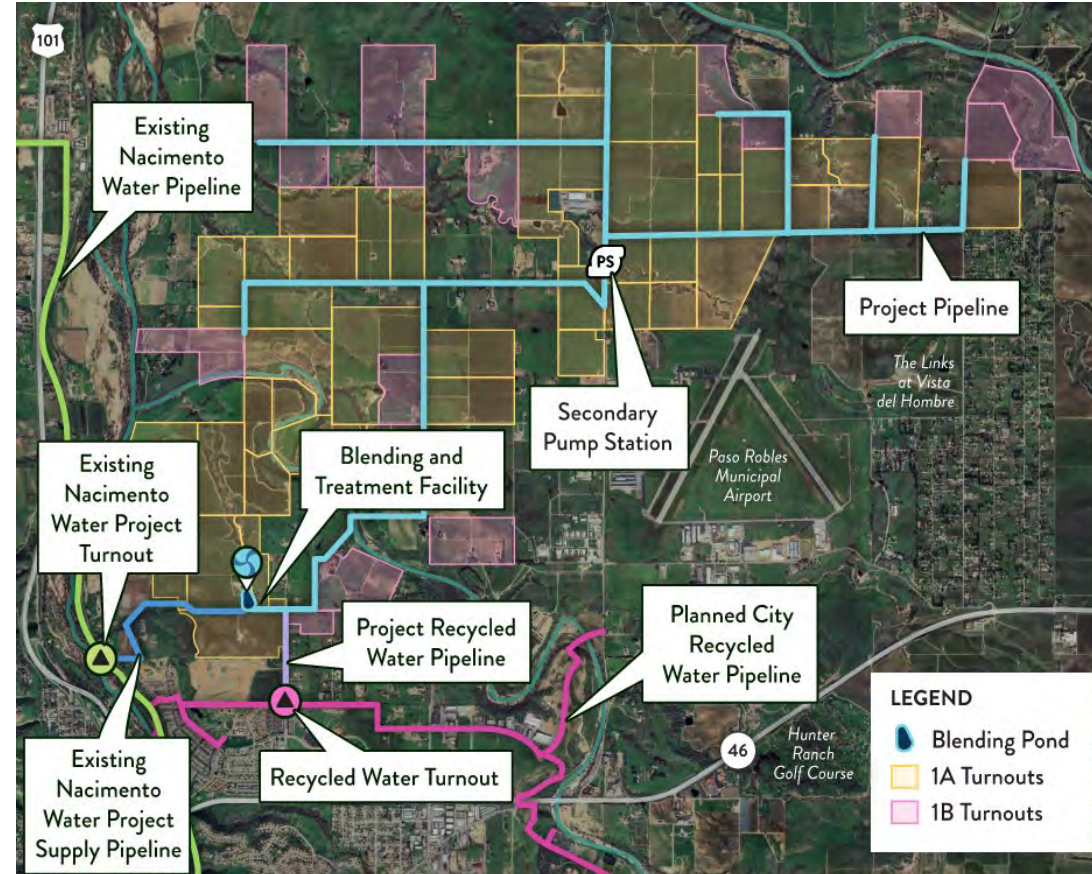 101
Existing
Nacimento
Water Pipeline
PS
Project Pipeline
The Links
at Vista
del Hombre
Secondary
Pump Station
Paso Robles
Municipal
Airport
Existing
Nacimento
Water Project
Turnout
Blending and
Treatment Facility
Project Recycled
Water Pipeline
Planned City
Recycled
Water Pipeline
Existing
Nacimento
Water Project
Supply Pipeline
Recycled Water Turnout
46
Hunter
Ranch
Golf Course
LEGEND
Blending Pond
1A Turnouts
1B Turnouts